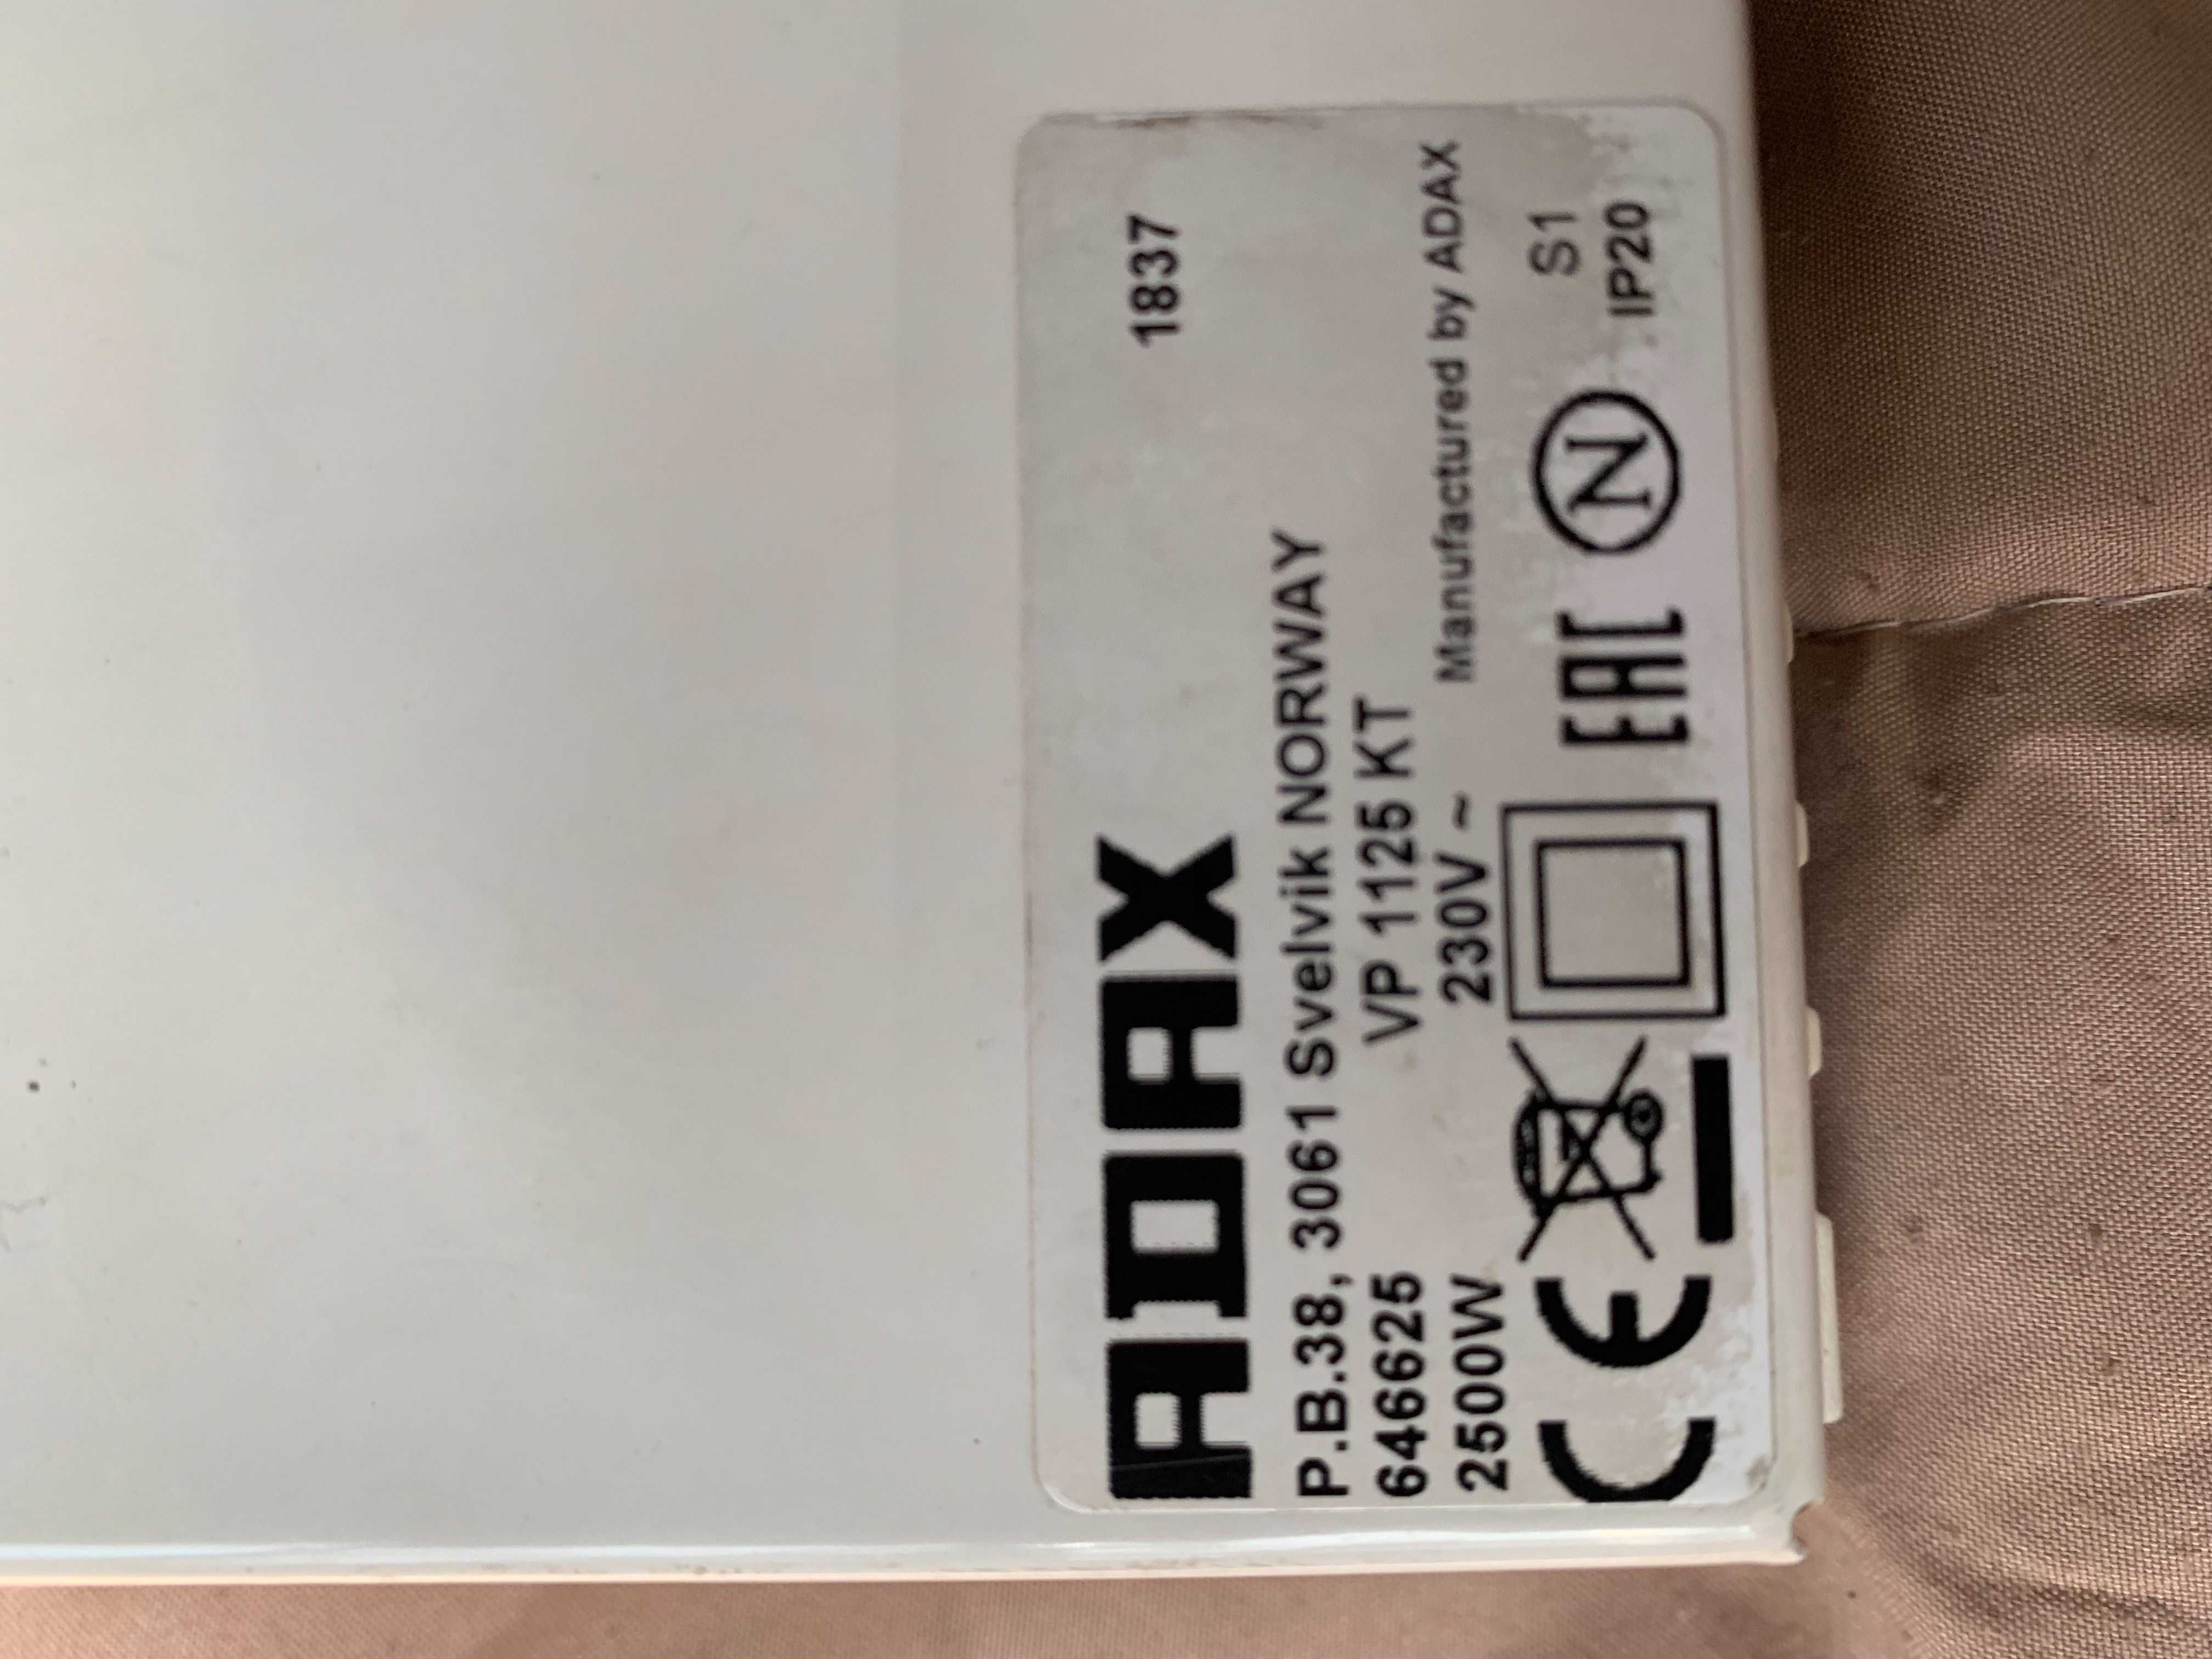 ADAX
1837
P.B.38, 3061 Svelvik NORWAY
646625 VP 1125 KT
2500W 230V ~
Manufactured by ADAX
CE EAC N S1
IP20